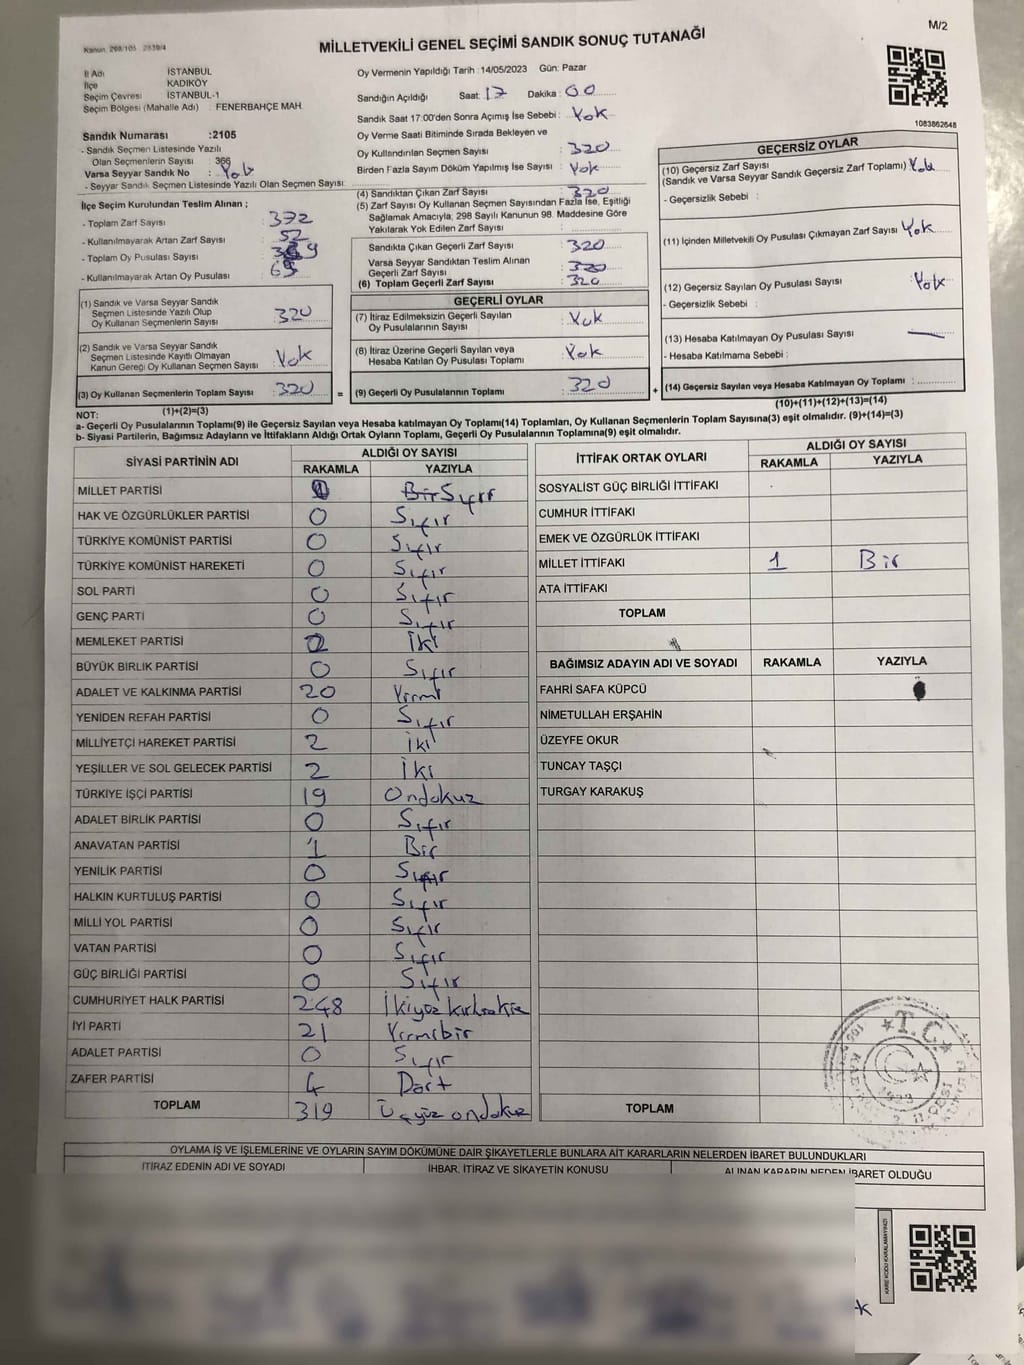 M/2
Kanun: 298/105 2839/4
MİLLETVEKİLİ GENEL SEÇİMİ SANDIK SONUÇ TUTANAĞI
İl Adı İSTANBUL
İlçe KADIKÖY
Seçim Çevresi İSTANBUL-1
Seçim Bölgesi (Mahalle Adı) : FENERBAHÇE MAH.
Sandık Numarası :2105
- Sandık Seçmen Listesinde Yazılı
Olan Seçmenlerin Sayısı : 366
Varsa Seyyar Sandık No : Yok
- Seyyar Sandık Seçmen Listesinde Yazılı Olan Seçmen Sayısı:
İlçe Seçim Kurulundan Teslim Alınan ;
- Toplam Zarf Sayısı : 372
- Kullanılmayarak Artan Zarf Sayısı : 52
- Toplam Oy Pusulası Sayısı :
- Kullanılmayarak Artan Oy Pusulası :
(1) Sandık ve Varsa Seyyar Sandık
Seçmen Listesinde Yazılı Olup
Oy Kullanan Seçmenlerin Sayısı : 320
(2) Sandık ve Varsa Seyyar Sandık
Seçmen Listesinde Kayıtlı Olmayan
Kanun Gereği Oy Kullanan Seçmen Sayısı : Yok
(3) Oy Kullanan Seçmenlerin Toplam Sayısı : 320 =
(1)+(2)=(3)
Oy Vermenin Yapıldığı Tarih : 14/05/2023 Gün: Pazar
Sandığın Açıldığı Saat: 17 Dakika : 00
Sandık Saat 17:00'den Sonra Açımış İse Sebebi : Yok
Oy Verme Saati Bitiminde Sırada Bekleyen ve
Oy Kullandırılan Seçmen Sayısı : 320
Birden Fazla Sayım Döküm Yapılmış İse Sayısı : Yok
(4) Sandıktan Çıkan Zarf Sayısı : 320
(5) Zarf Sayısı Oy Kullanan Seçmen Sayısından Fazla İse, Eşitliği
Sağlamak Amacıyla, 298 Sayılı Kanunun 98. Maddesine Göre
Yakılarak Yok Edilen Zarf Sayısı :
Sandıkta Çıkan Geçerli Zarf Sayısı : 320
Varsa Seyyar Sandıktan Teslim Alınan
Geçerli Zarf Sayısı : 320
(6) Toplam Geçerli Zarf Sayısı : 320
GEÇERLİ OYLAR
(7) İtiraz Edilmeksizin Geçerli Sayılan
Oy Pusulalarının Sayısı : Yok
(8) İtiraz Üzerine Geçerli Sayılan veya
Hesaba Katılan Oy Pusulası Toplamı : Yok
(9) Geçerli Oy Pusulalarının Toplamı : 320 +
1083862648
GEÇERSİZ OYLAR
(10) Geçersiz Zarf Sayısı
(Sandık ve Varsa Seyyar Sandık Geçersiz Zarf Toplamı) Yok
- Geçersizlik Sebebi :
(11) İçinden Milletvekili Oy Pusulası Çıkmayan Zarf Sayısı Yok
(12) Geçersiz Sayılan Oy Pusulası Sayısı Yok
- Geçersizlik Sebebi :
(13) Hesaba Katılmayan Oy Pusulası Sayısı —
- Hesaba Katılmama Sebebi :
(14) Geçersiz Sayılan veya Hesaba Katılmayan Oy Toplamı :
(10)+(11)+(12)+(13)=(14)
NOT:
a- Geçerli Oy Pusulalarının Toplamı(9) ile Geçersiz Sayılan veya Hesaba katılmayan Oy Toplamı(14) Toplamları, Oy Kullanan Seçmenlerin Toplam Sayısına(3) eşit olmalıdır. (9)+(14)=(3)
b- Siyasi Partilerin, Bağımsız Adayların ve İttifakların Aldığı Ortak Oyların Toplamı, Geçerli Oy Pusulalarının Toplamına(9) eşit olmalıdır.
SİYASİ PARTİNİN ADI ALDIĞI OY SAYISI
RAKAMLA YAZIYLA
MİLLET PARTİSİ Bir Sıfır
HAK VE ÖZGÜRLÜKLER PARTİSİ 0 Sıfır
TÜRKİYE KOMÜNİST PARTİSİ 0 Sıfır
TÜRKİYE KOMÜNİST HAREKETİ 0 Sıfır
SOL PARTİ 0 Sıfır
GENÇ PARTİ 0 Sıfır
MEMLEKET PARTİSİ 2 İki
BÜYÜK BİRLİK PARTİSİ 0 Sıfır
ADALET VE KALKINMA PARTİSİ 20 Yirmi
YENİDEN REFAH PARTİSİ 0 Sıfır
MİLLİYETÇİ HAREKET PARTİSİ 2 İki
YEŞİLLER VE SOL GELECEK PARTİSİ 2 İki
TÜRKİYE İŞÇİ PARTİSİ 19 Ondokuz
ADALET BİRLİK PARTİSİ 0 Sıfır
ANAVATAN PARTİSİ 1 Bir
YENİLİK PARTİSİ 0 Sıfır
HALKIN KURTULUŞ PARTİSİ 0 Sıfır
MİLLİ YOL PARTİSİ 0 Sıfır
VATAN PARTİSİ 0 Sıfır
GÜÇ BİRLİĞİ PARTİSİ 0 Sıfır
CUMHURİYET HALK PARTİSİ 248 İkiyüz kırksekiz
İYİ PARTİ 21 Yirmibir
ADALET PARTİSİ 0 Sıfır
ZAFER PARTİSİ 4 Dört
TOPLAM 319 Üçyüz ondokuz
İTTİFAK ORTAK OYLARI ALDIĞI OY SAYISI
RAKAMLA YAZIYLA
SOSYALİST GÜÇ BİRLİĞİ İTTİFAKI
CUMHUR İTTİFAKI
EMEK VE ÖZGÜRLÜK İTTİFAKI
MİLLET İTTİFAKI 1 Bir
ATA İTTİFAKI
TOPLAM
BAĞIMSIZ ADAYIN ADI VE SOYADI RAKAMLA YAZIYLA
FAHRİ SAFA KÜPCÜ
NİMETULLAH ERŞAHİN
ÜZEYFE OKUR
TUNCAY TAŞÇI
TURGAY KARAKUŞ
TOPLAM
T.C.
OYLAMA İŞ VE İŞLEMLERİNE VE OYLARIN SAYIM DÖKÜMÜNE DAİR ŞİKAYETLERLE BUNLARA AİT KARARLARIN NELERDEN İBARET BULUNDUKLARI
İTİRAZ EDENİN ADI VE SOYADI İHBAR, İTİRAZ VE ŞİKAYETİN KONUSU ALINAN KARARIN NEDEN İBARET OLDUĞU
KARE KODU KARALAMAYINIZ!